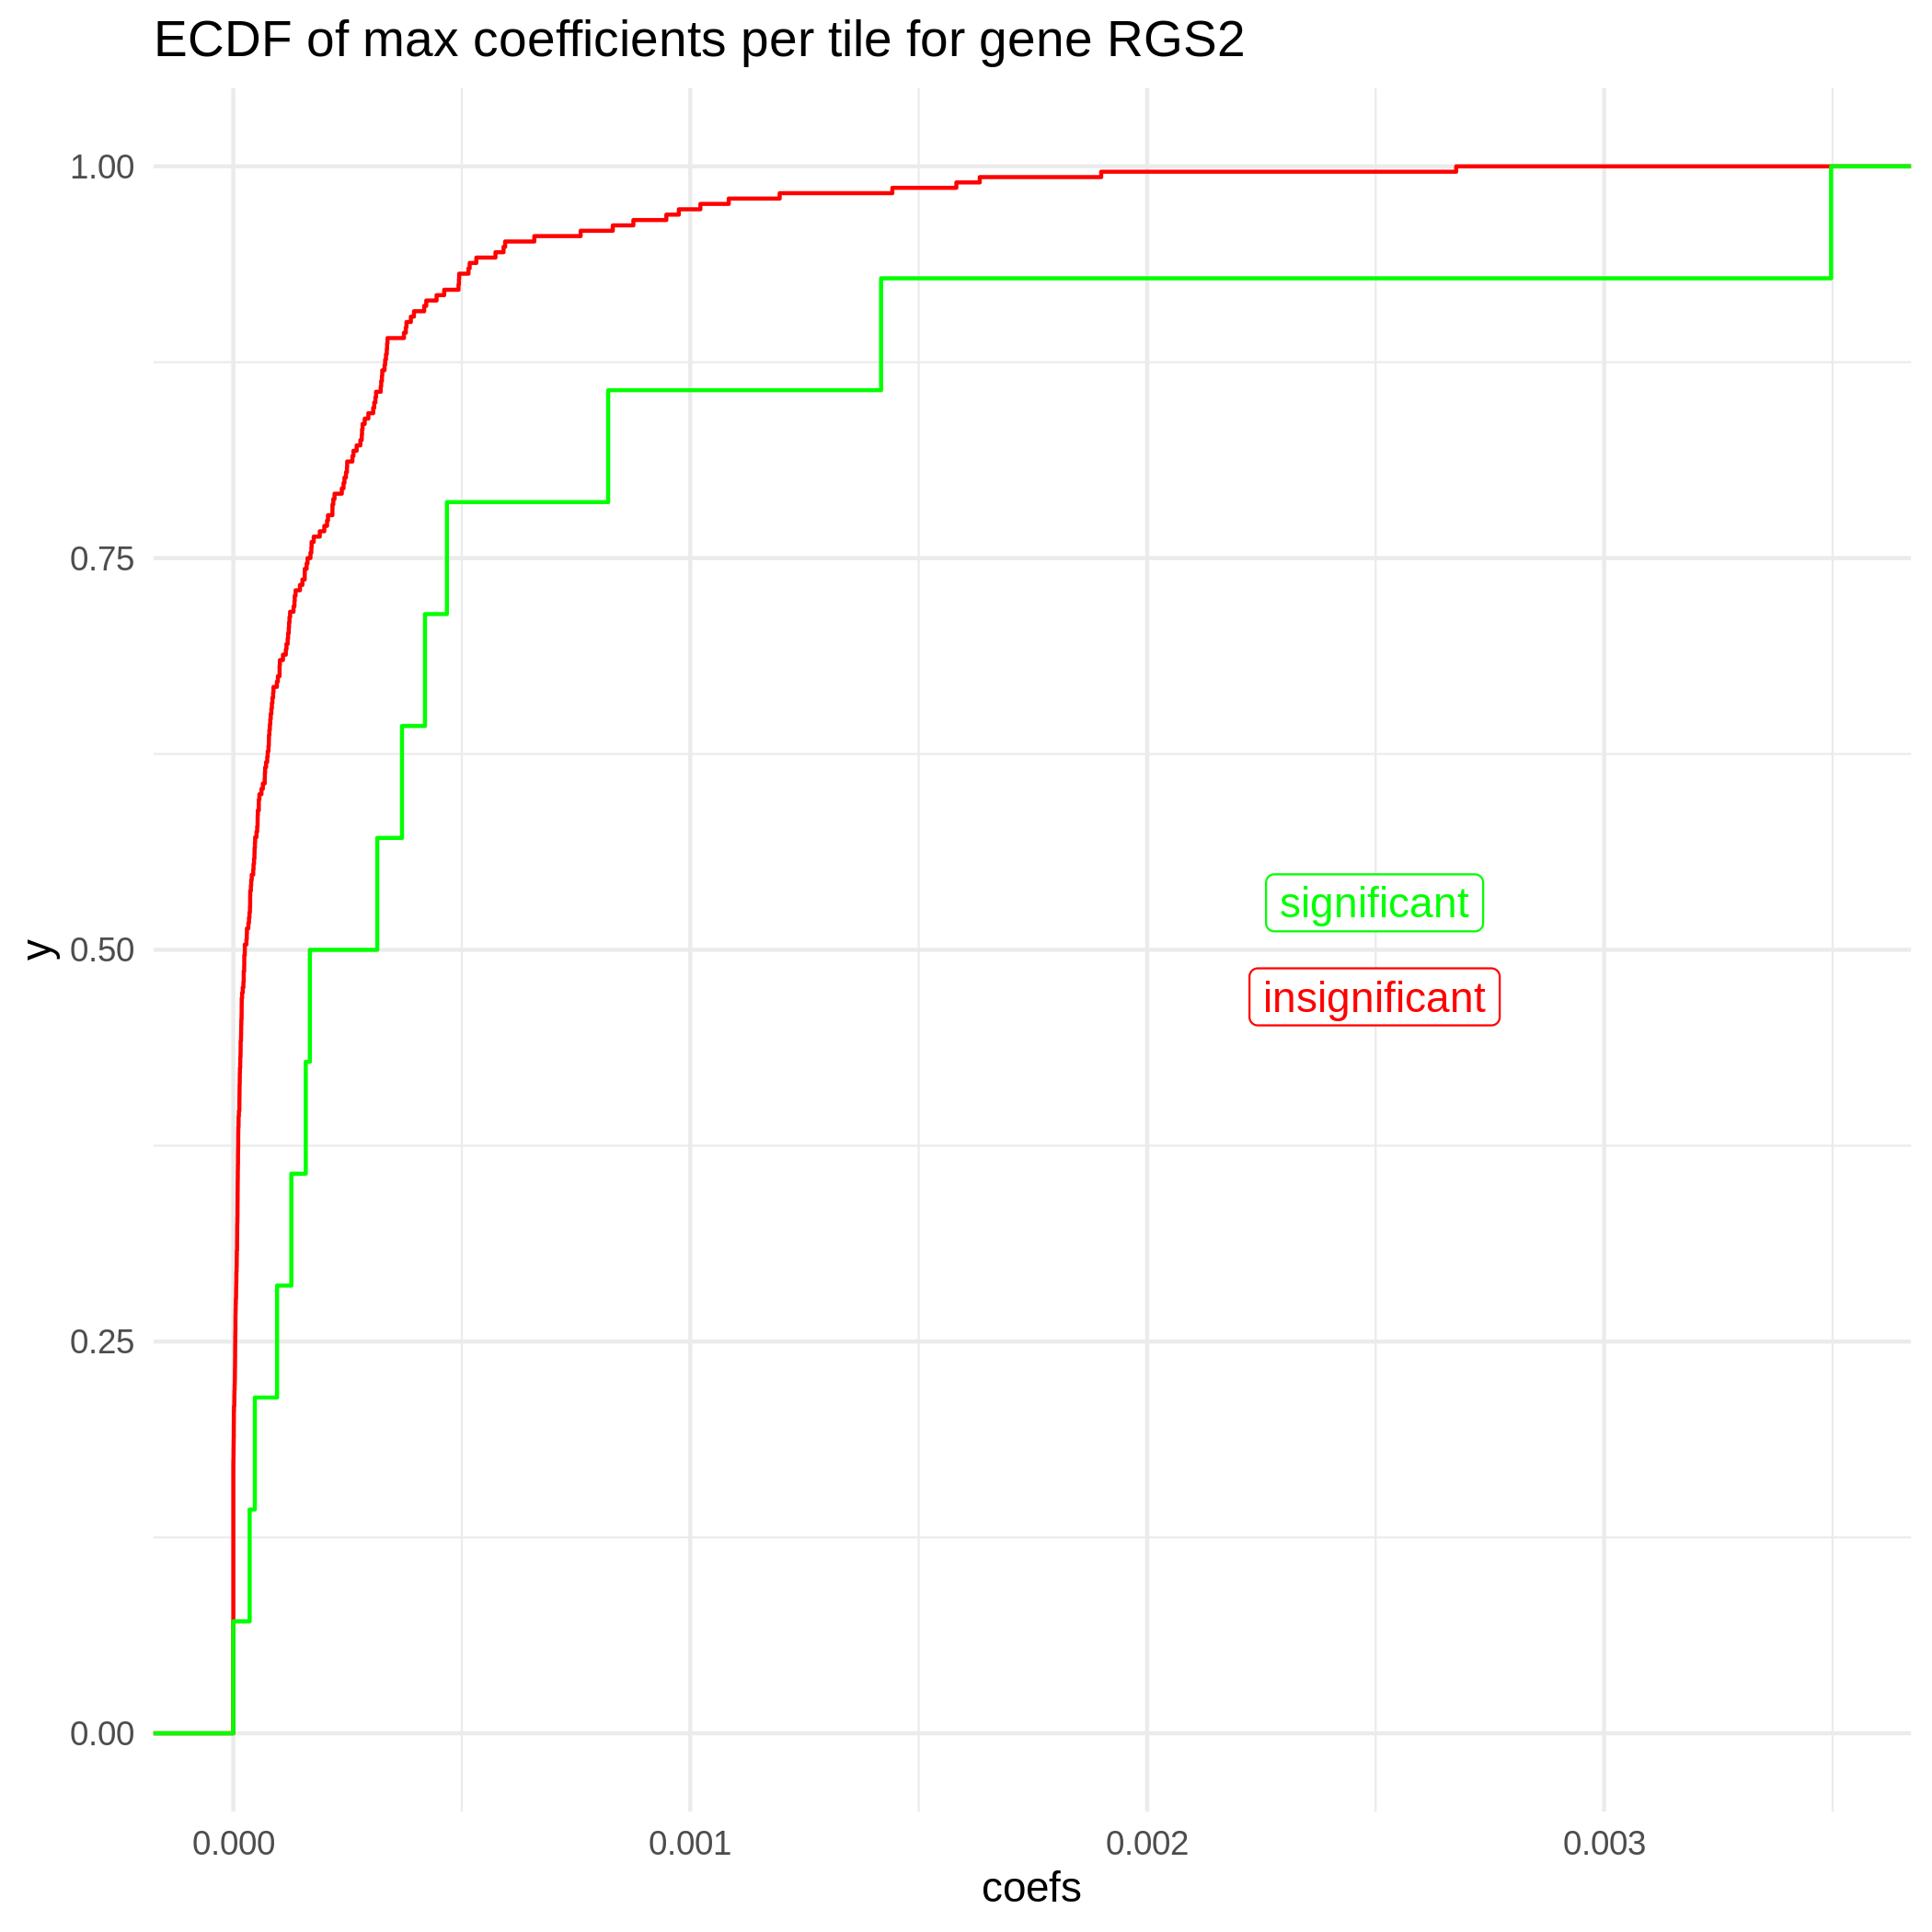 ECDF of max coefficients per tile for gene RGS2
1.00
0.75
0.50
0.25
0.00
y
significant
insignificant
0.000 0.001 0.002 0.003
coefs